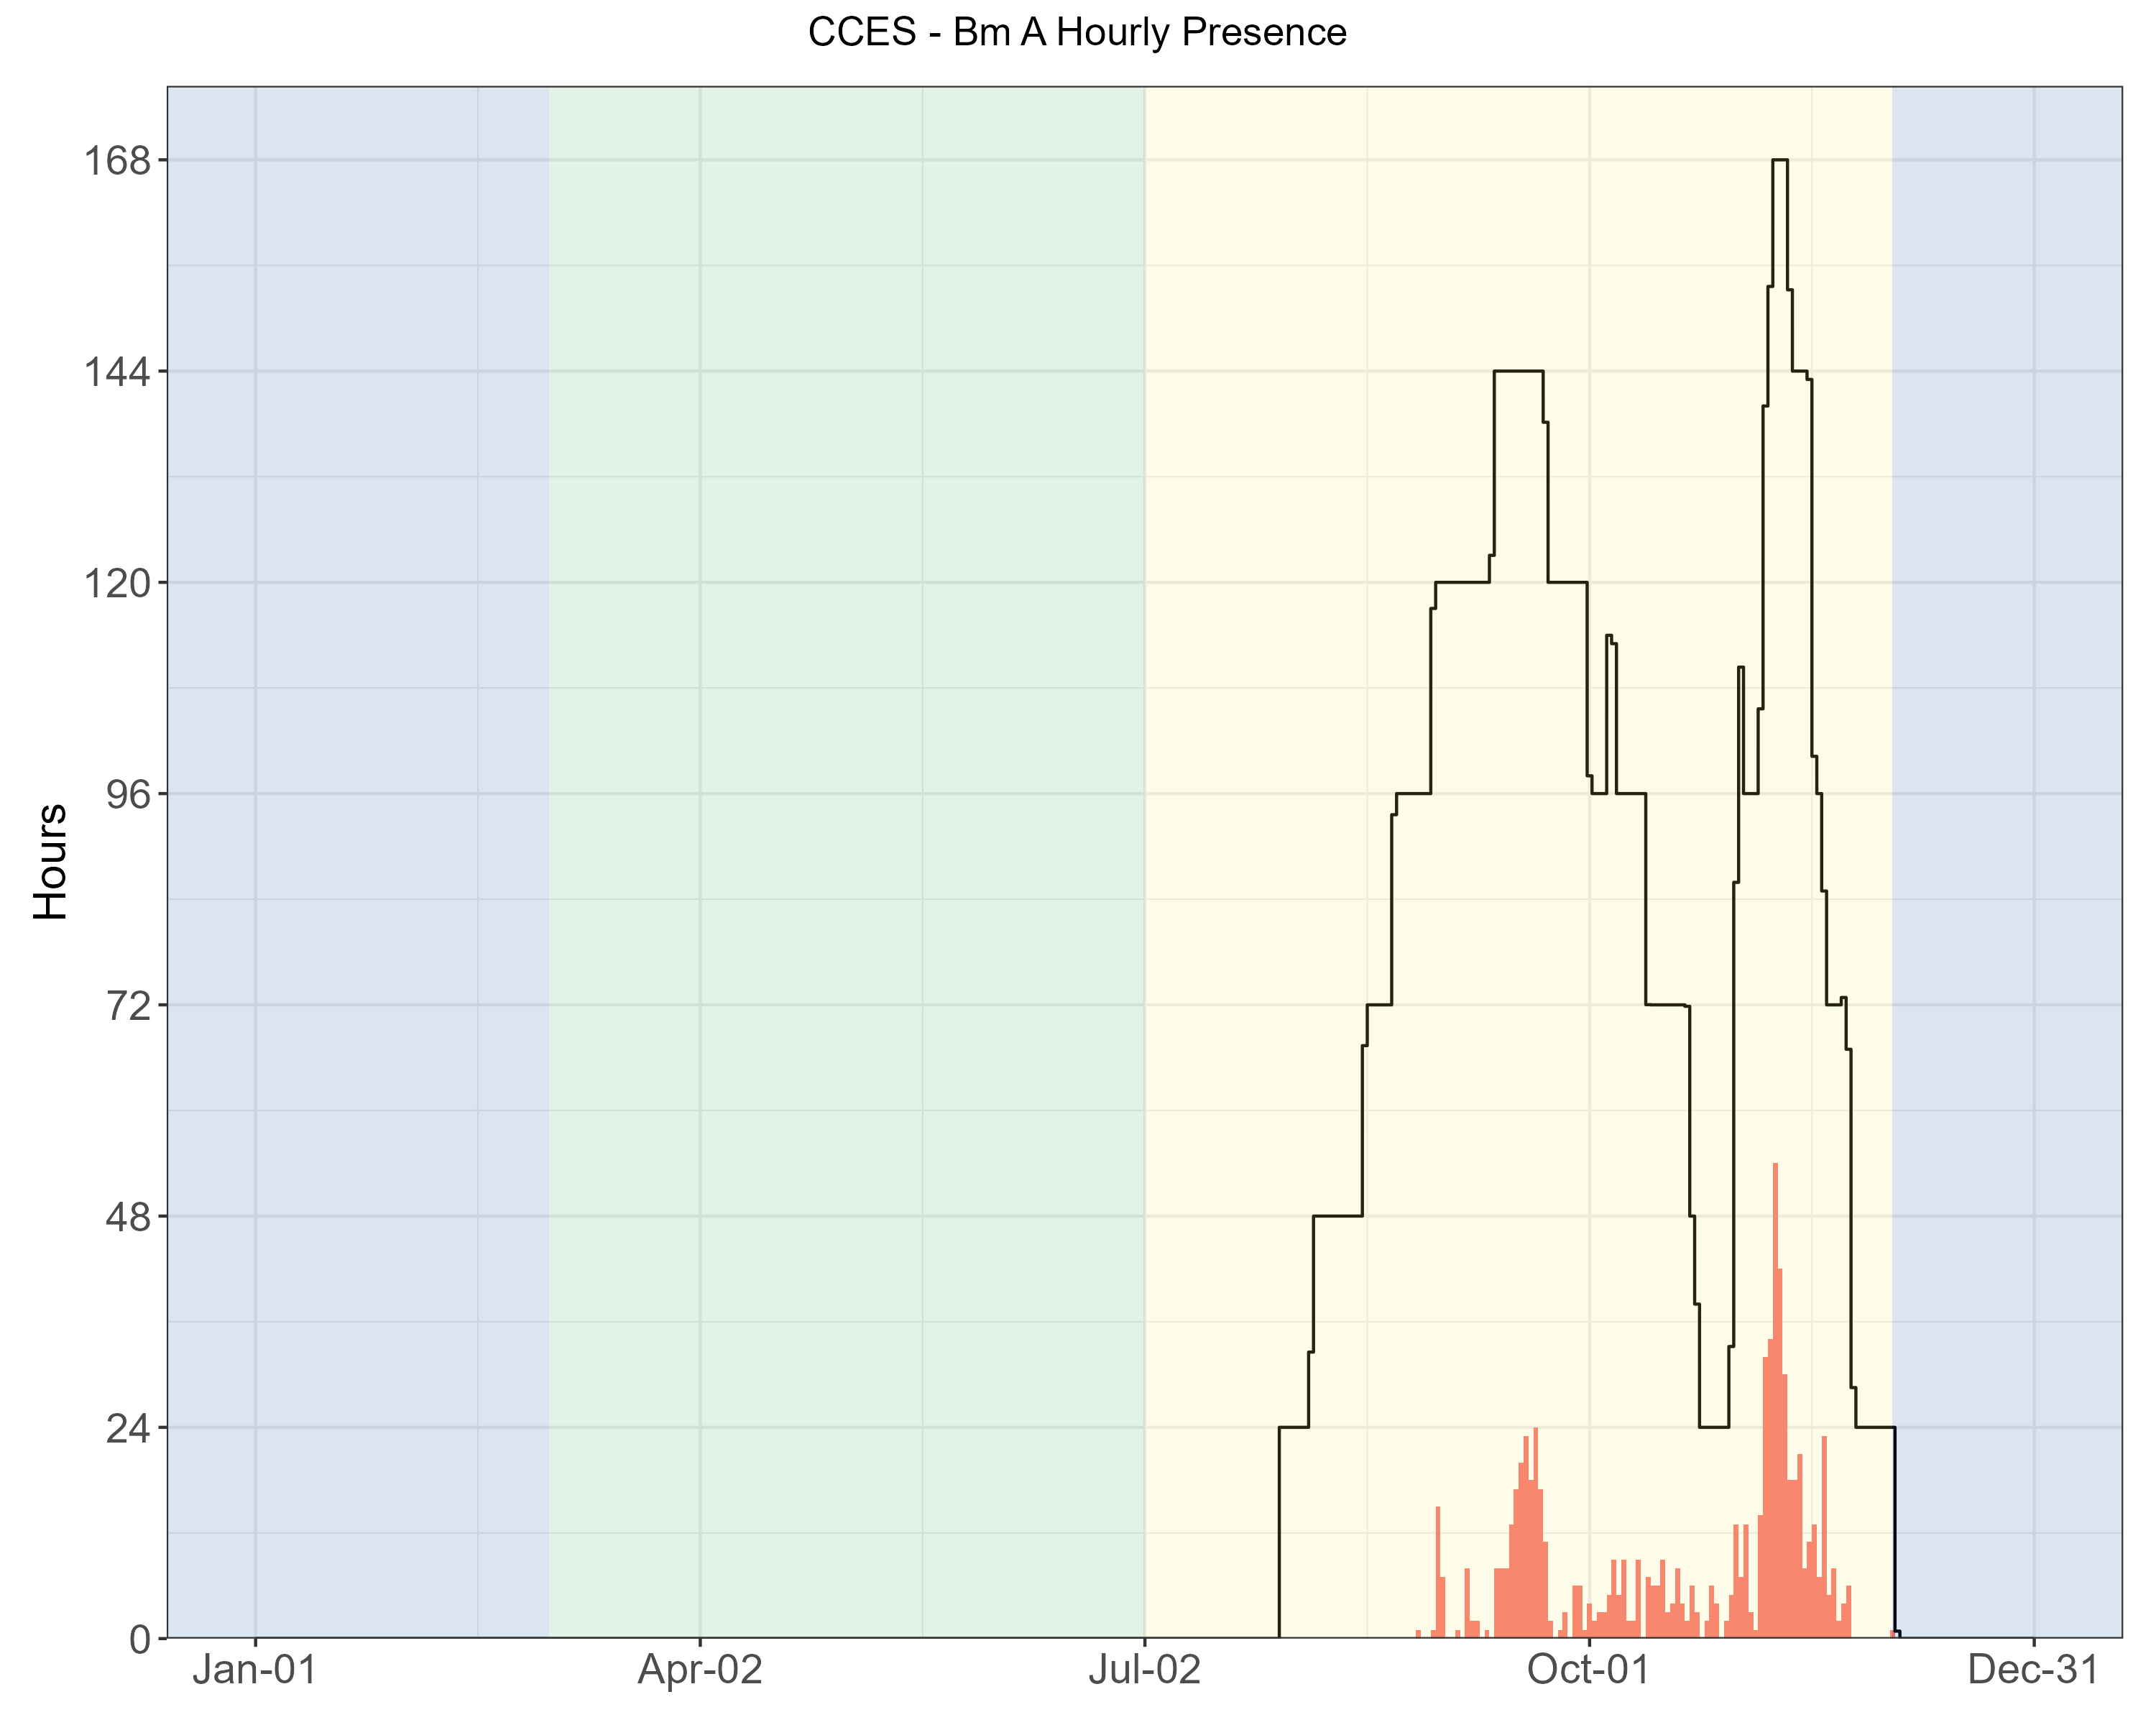 CCES - Bm A Hourly Presence
168
144
120
96
72
48
24
0
Hours
Jan-01
Apr-02
Jul-02
Oct-01
Dec-31